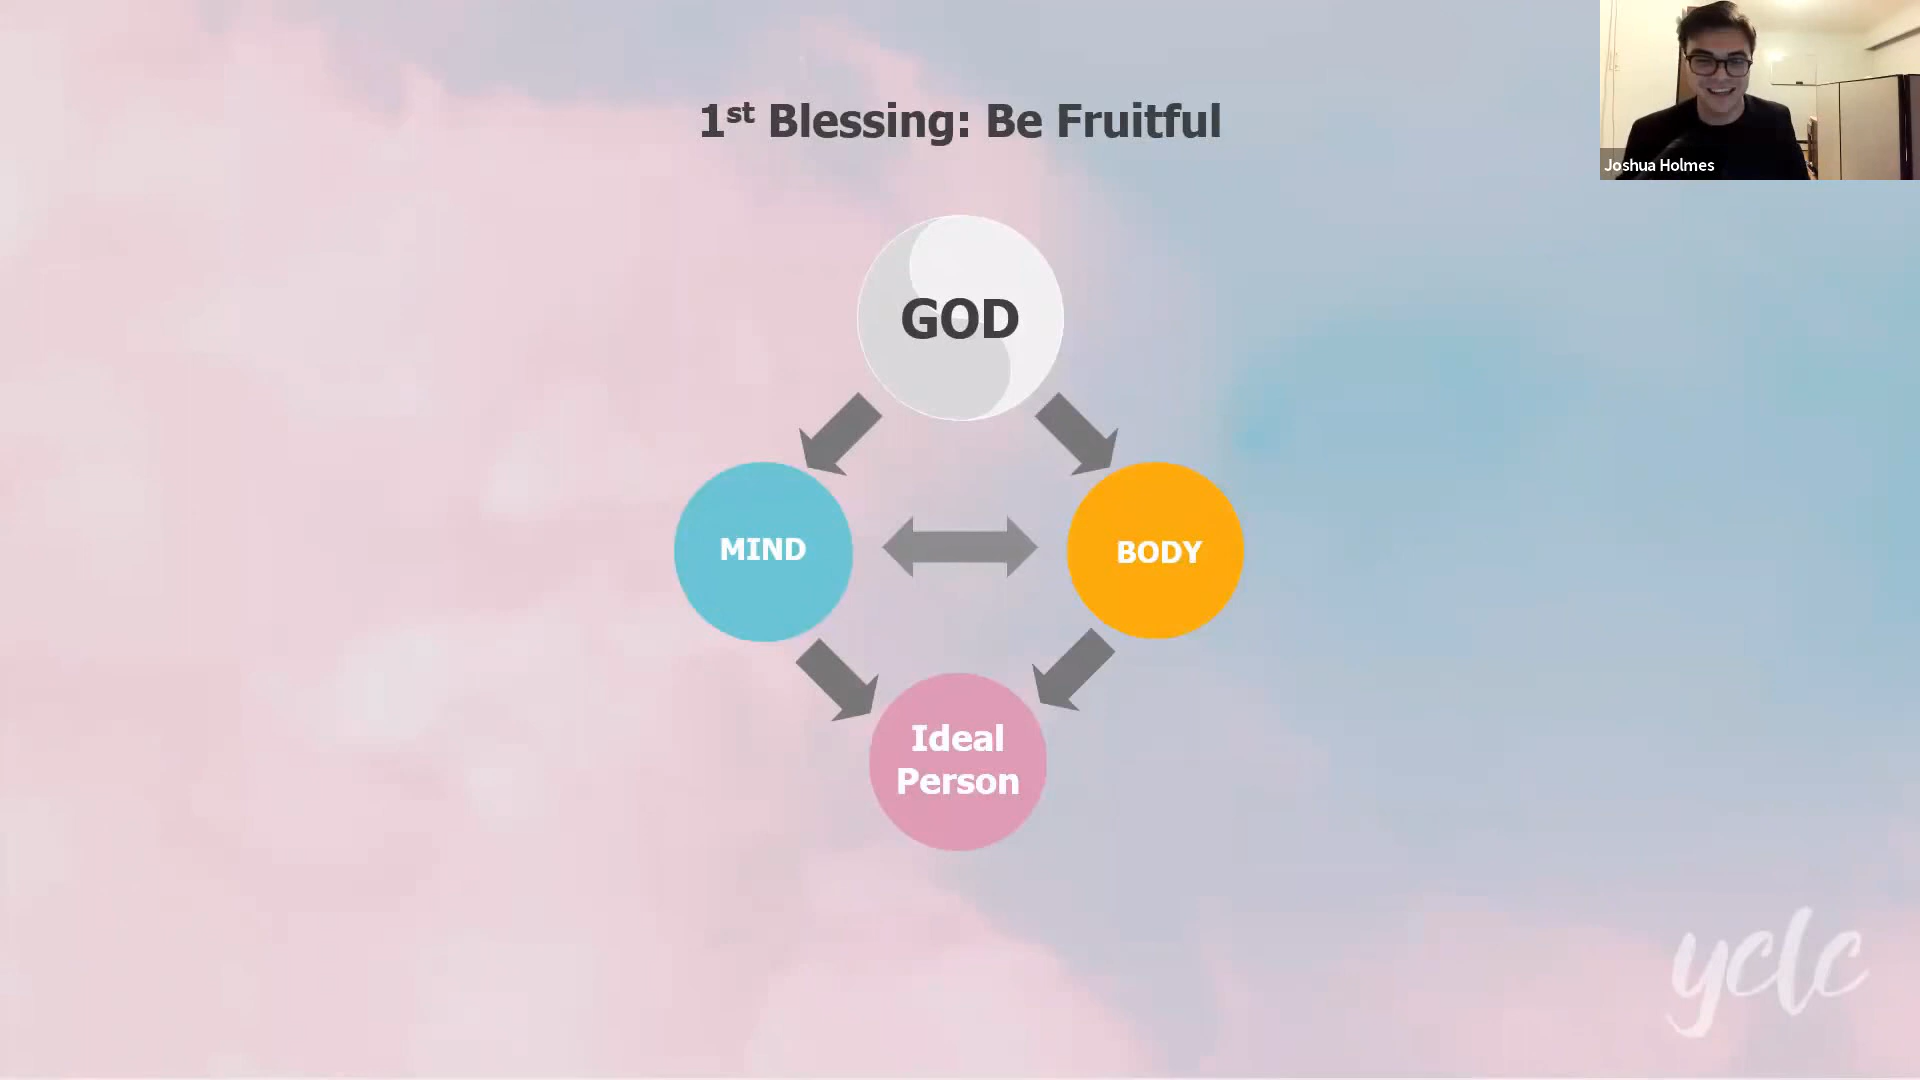 1st Blessing: Be Fruitful
Joshua Holmes
GOD
MIND
BODY
Ideal
Person
yclc